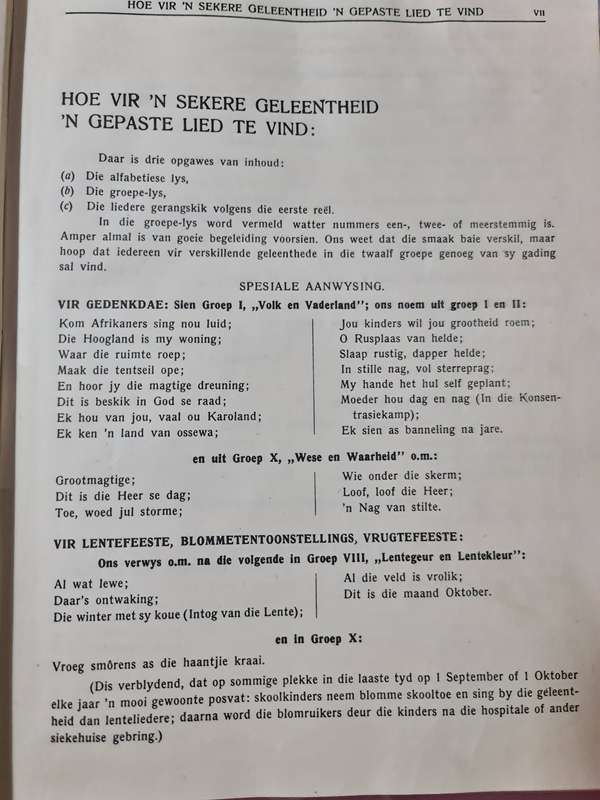 HOE VIR 'N SEKERE GELEENTHEID 'N GEPASTE LIED TE VIND VII
HOE VIR 'N SEKERE GELEENTHEID
'N GEPASTE LIED TE VIND:
Daar is drie opgawes van inhoud:
(a) Die alfabetiese lys,
(b) Die groepe-lys,
(c) Die liedere gerangskik volgens die eerste reël.
In die groepe-lys word vermeld watter nummers een-, twee- of meerstemmig is.
Amper almal is van goeie begeleiding voorsien. Ons weet dat die smaak baie verskil, maar
hoop dat iedereen vir verskillende geleenthede in die twaalf groepe genoeg van sy gading
sal vind.
SPESIALE AANWYSING.
VIR GEDENKDAE: Sien Groep I, „Volk en Vaderland”; ons noem uit groep I en II:
Kom Afrikaners sing nou luid;
Die Hoogland is my woning;
Waar die ruimte roep;
Maak die tentseil ope;
En hoor jy die magtige dreuning;
Dit is beskik in God se raad;
Ek hou van jou, vaal ou Karoland;
Ek ken 'n land van ossewa;
Jou kinders wil jou grootheid roem;
O Rusplaas van helde;
Slaap rustig, dapper helde;
In stille nag, vol sterreprag;
My hande het hul self geplant;
Moeder hou dag en nag (In die Konsen-
trasiekamp);
Ek sien as banneling na jare.
en uit Groep X, „Wese en Waarheid” o.m.:
Grootmagtige;
Dit is die Heer se dag;
Toe, woed jul storme;
Wie onder die skerm;
Loof, loof die Heer;
'n Nag van stilte.
VIR LENTEFEESTE, BLOMMETENTOONSTELLINGS, VRUGTEFEESTE:
Ons verwys o.m. na die volgende in Groep VIII, „Lentegeur en Lentekleur”:
Al wat lewe;
Daar's ontwaking;
Die winter met sy koue (Intog van die Lente);
Al die veld is vrolik;
Dit is die maand Oktober.
en in Groep X:
Vroeg smôrens as die haantjie kraai.
(Dis verblydend, dat op sommige plekke in die laaste tyd op 1 September of 1 Oktober
elke jaar 'n mooi gewoonte posvat: skoolkinders neem blomme skooltoe en sing by die geleent-
heid dan lenteliedere; daarna word die blomruikers deur die kinders na die hospitale of ander
siekehuise gebring.)